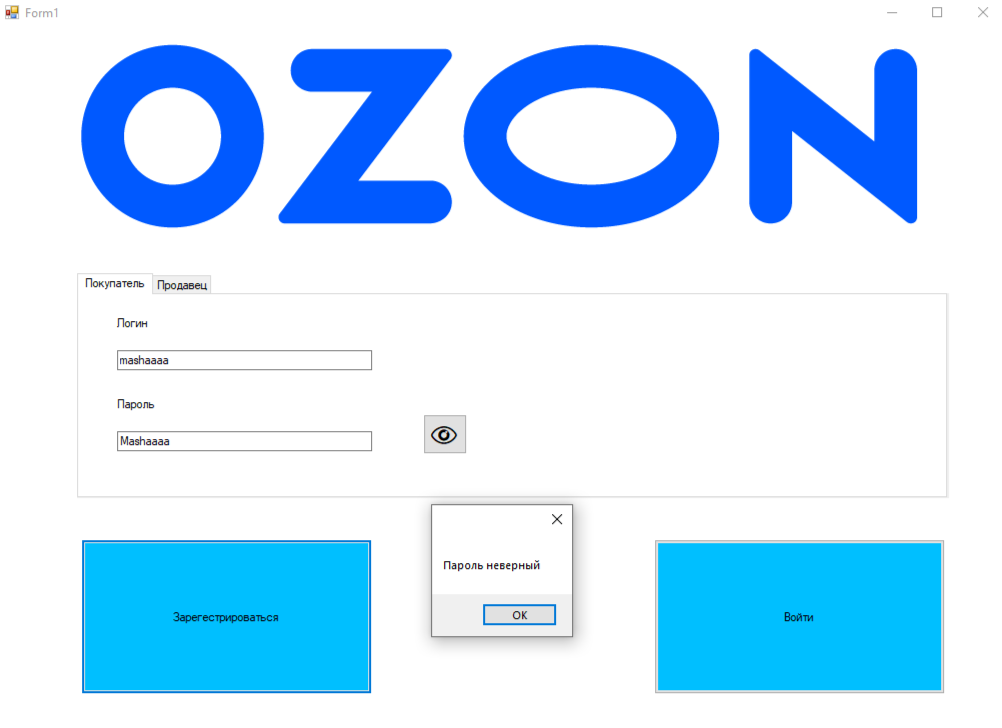 Form1
OZON
Покупатель
Продавец
Логин
mashaaaa
Пароль
Mashaaaa
Пароль неверный
OK
Зарегестрироваться
Войти